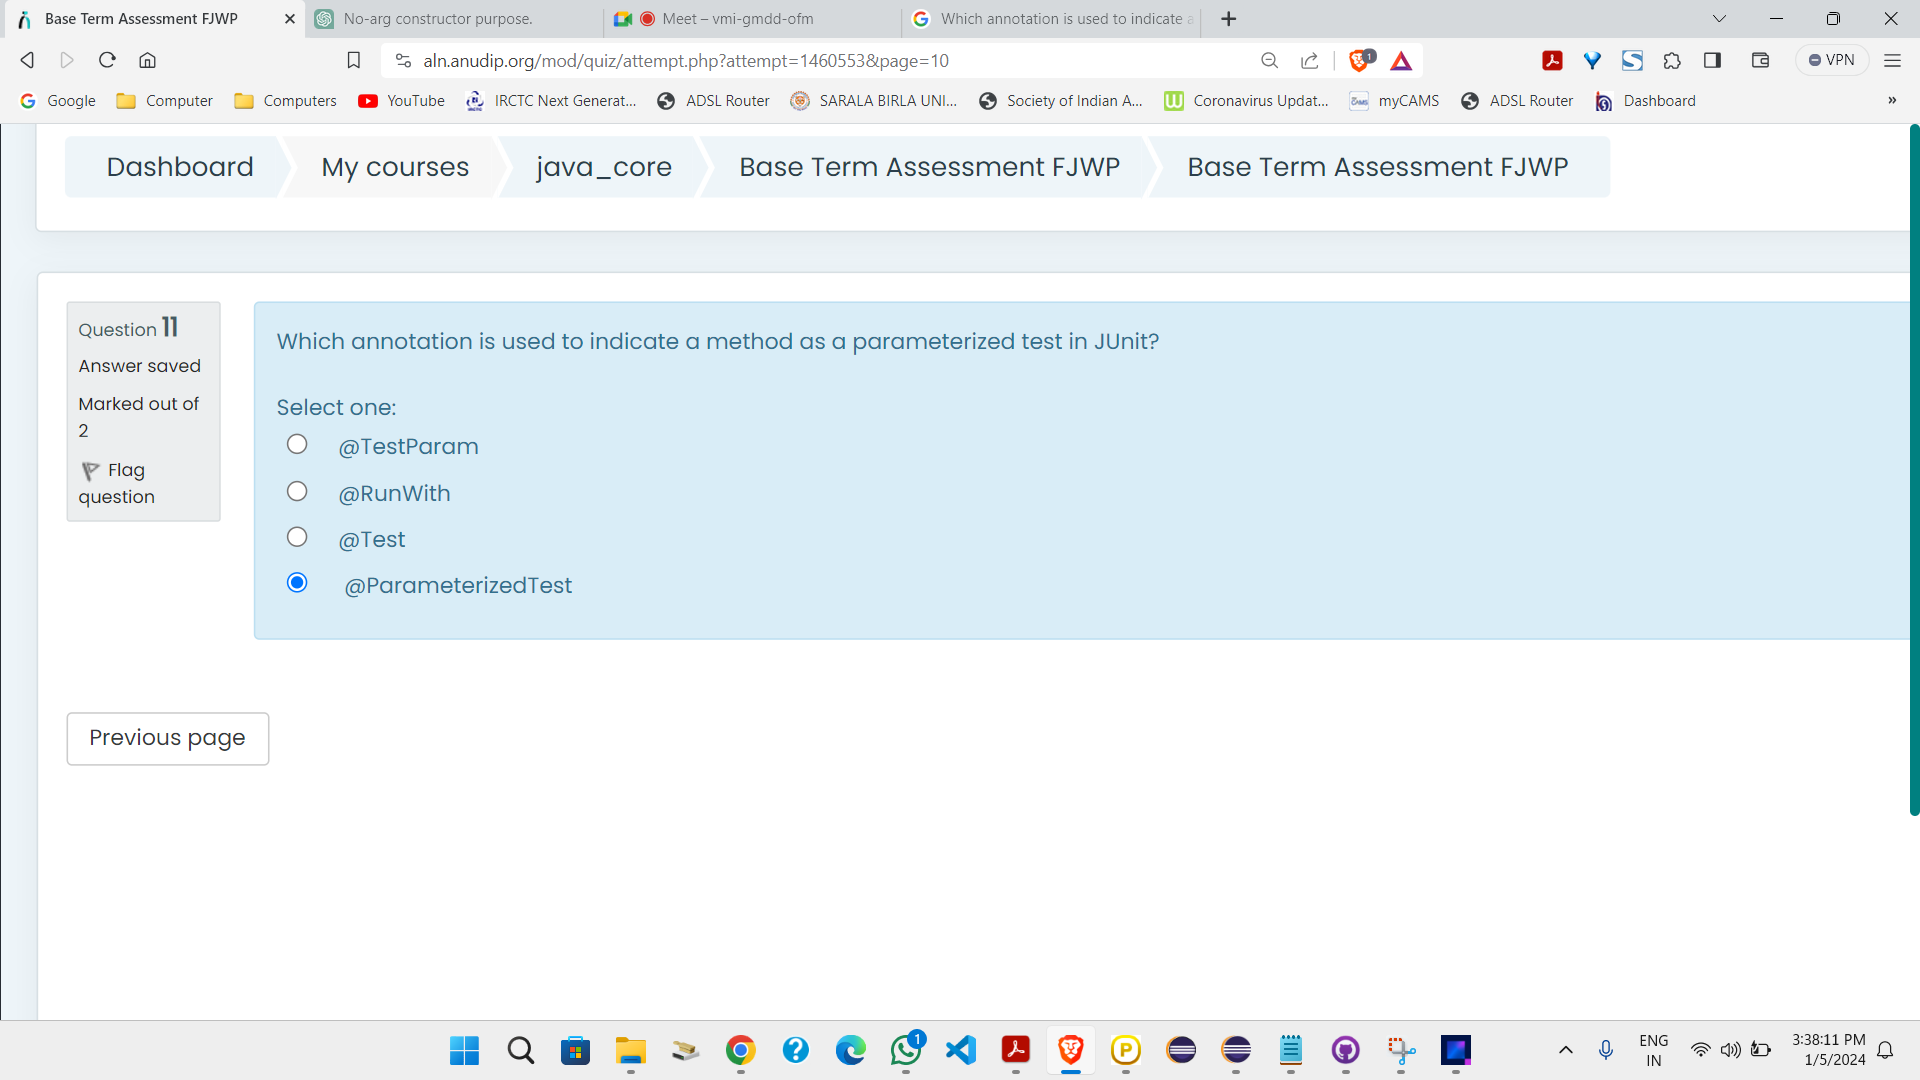 Base Term Assessment FJWP
No-arg constructor purpose.
Meet – vmi-gmdd-ofm
Which annotation is used to indicate a
aln.anudip.org/mod/quiz/attempt.php?attempt=1460553&page=10
1
VPN
Google
Computer
Computers
YouTube
IRCTC Next Generat...
ADSL Router
SARALA BIRLA UNI...
Society of Indian A...
Coronavirus Updat...
myCAMS
ADSL Router
Dashboard
»
Dashboard
My courses
java_core
Base Term Assessment FJWP
Base Term Assessment FJWP
Question 11
Answer saved
Marked out of
2
Flag
question
Which annotation is used to indicate a method as a parameterized test in JUnit?
Select one:
@TestParam
@RunWith
@Test
@ParameterizedTest
Previous page
1
ENG
IN
3:38:11 PM
1/5/2024